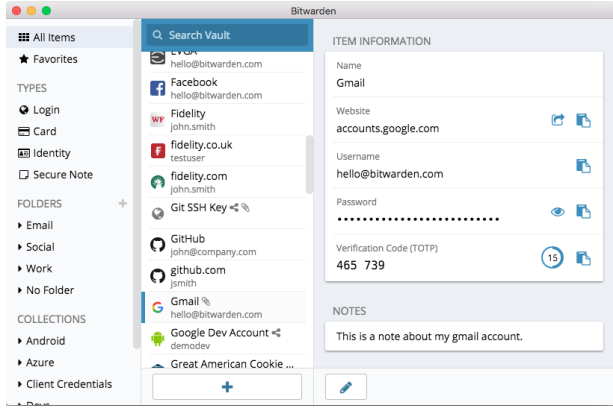 Bitwarden
All Items
Favorites
TYPES
Login
Card
Identity
Secure Note
FOLDERS
Email
Social
Work
No Folder
COLLECTIONS
Android
Azure
Client Credentials
Search Vault
EVGA
hello@bitwarden.com
Facebook
hello@bitwarden.com
WF
Fidelity
john.smith
fidelity.co.uk
testuser
fidelity.com
john.smith
Git SSH Key
GitHub
john@company.com
github.com
jsmith
Gmail
hello@bitwarden.com
Google Dev Account
demodev
Great American Cookie ...
ITEM INFORMATION
Name
Gmail
Website
accounts.google.com
Username
hello@bitwarden.com
Password
Verification Code (TOTP)
465 739
15
NOTES
This is a note about my gmail account.